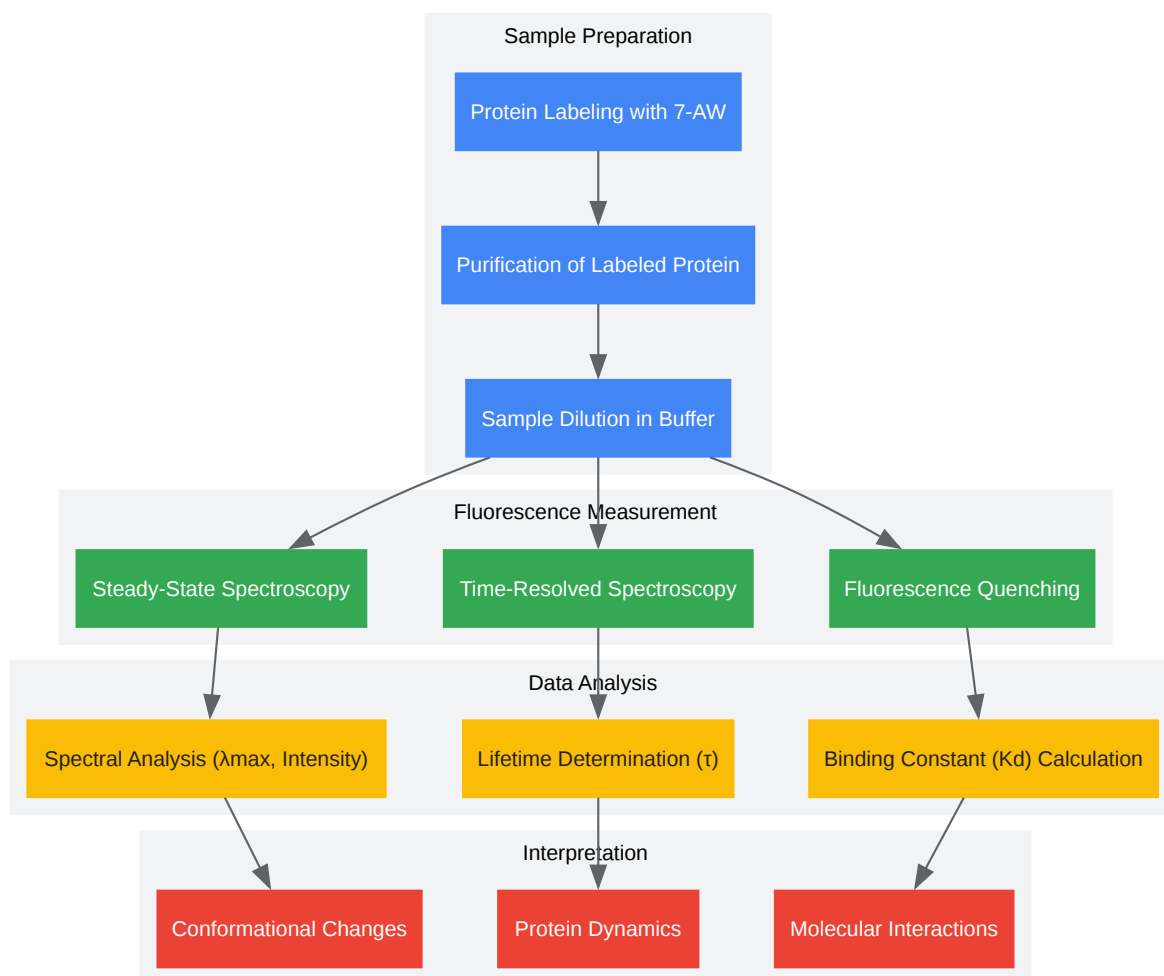 Sample Preparation
Protein Labeling with 7-AW
Purification of Labeled Protein
Sample Dilution in Buffer
Fluorescence Measurement
Steady-State Spectroscopy
Time-Resolved Spectroscopy
Fluorescence Quenching
Data Analysis
Spectral Analysis (λmax, Intensity)
Lifetime Determination (τ)
Binding Constant (Kd) Calculation
Interpretation
Conformational Changes
Protein Dynamics
Molecular Interactions